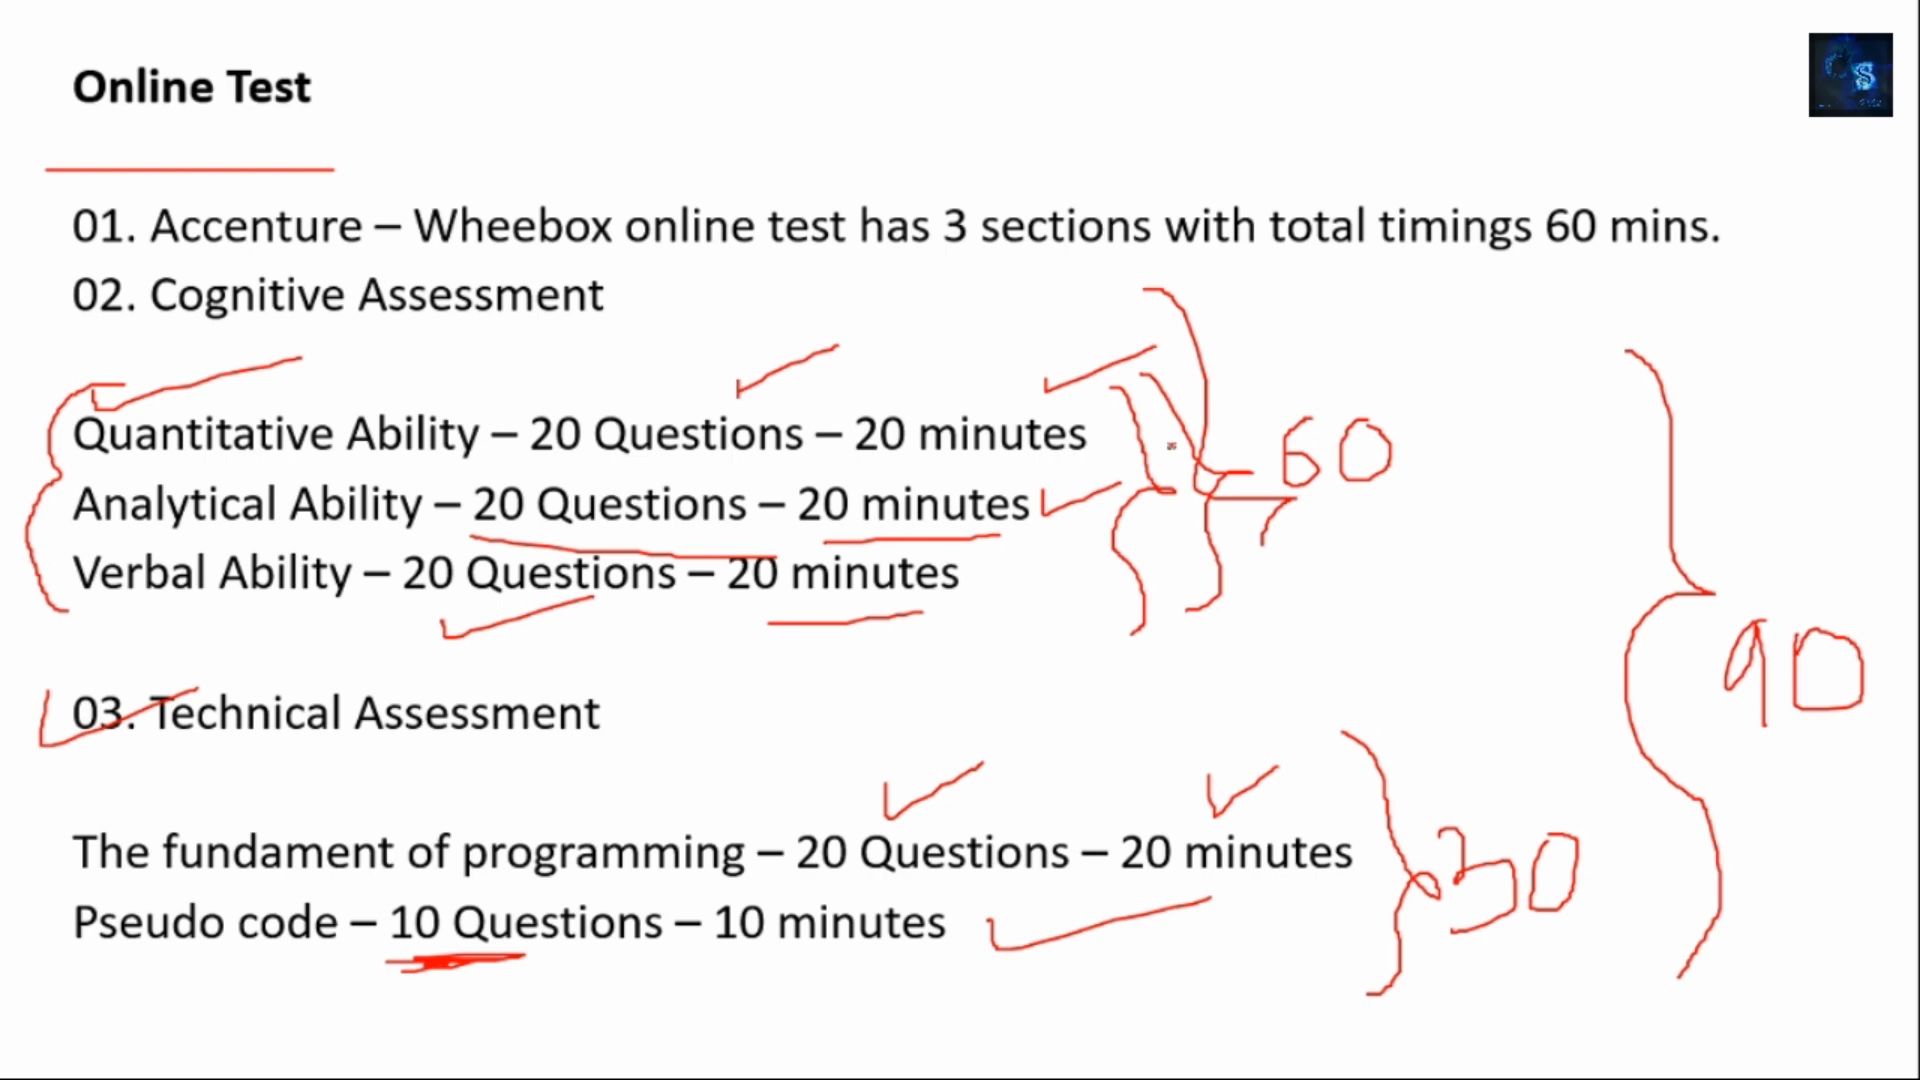 Online Test
01. Accenture – Wheebox online test has 3 sections with total timings 60 mins.
02. Cognitive Assessment
Quantitative Ability – 20 Questions – 20 minutes
60
Analytical Ability – 20 Questions – 20 minutes
Verbal Ability – 20 Questions – 20 minutes
90
03. Technical Assessment
The fundament of programming – 20 Questions – 20 minutes
30
Pseudo code – 10 Questions – 10 minutes